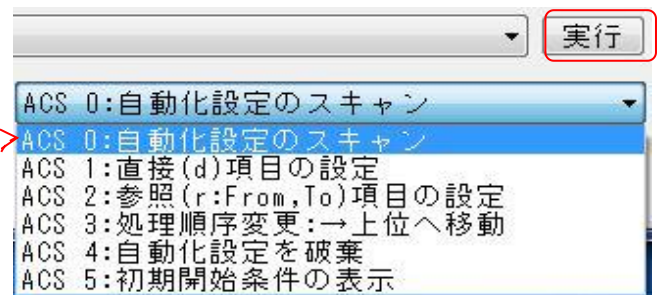 実行
ACS 0:自動化設定のスキャン
ACS 0:自動化設定のスキャン
ACS 1:直接(d)項目の設定
ACS 2:参照(r:From,To)項目の設定
ACS 3:処理順序変更:→上位へ移動
ACS 4:自動化設定を破棄
ACS 5:初期開始条件の表示